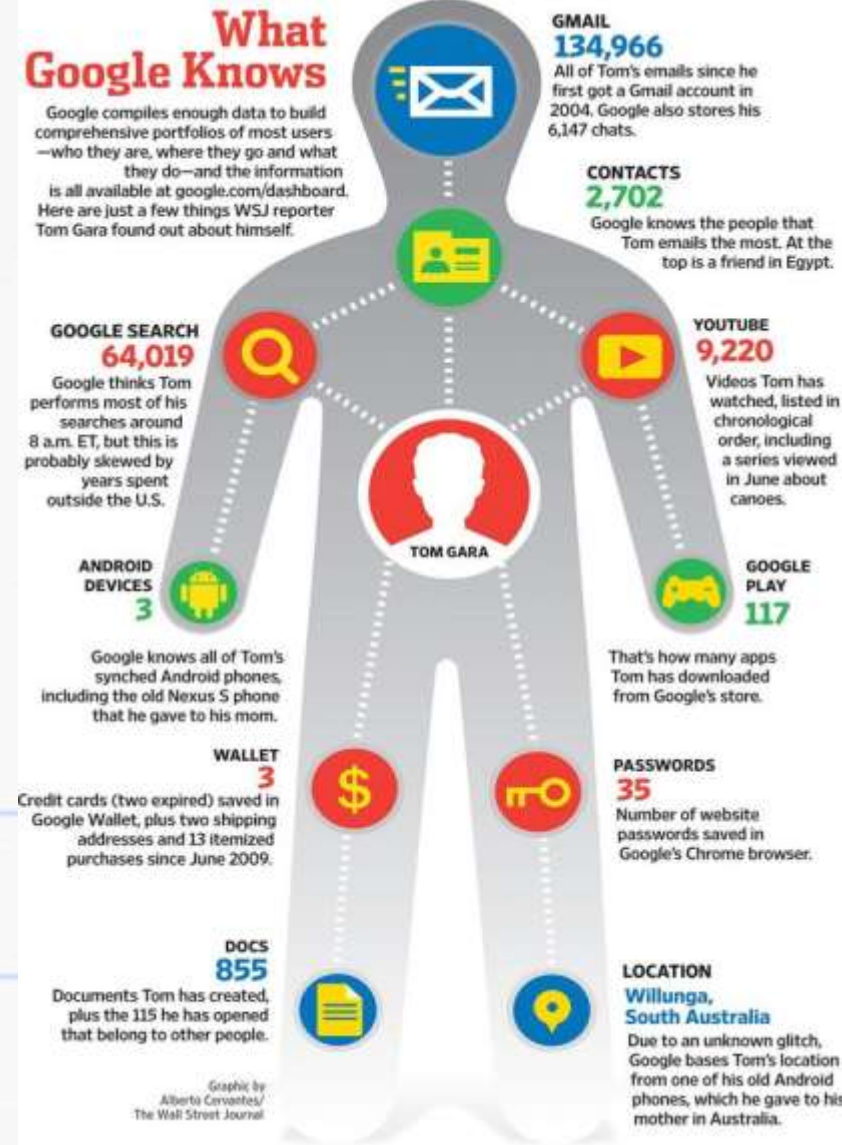 What
Google Knows
Google compiles enough data to build
comprehensive portfolios of most users
—who they are, where they go and what
they do—and the information
is all available at google.com/dashboard.
Here are just a few things WSJ reporter
Tom Gara found out about himself.
GMAIL
134,966
All of Tom's emails since he
first got a Gmail account in
2004. Google also stores his
6,147 chats.
CONTACTS
2,702
Google knows the people that
Tom emails the most. At the
top is a friend in Egypt.
GOOGLE SEARCH
64,019
Google thinks Tom
performs most of his
searches around
8 a.m. ET, but this is
probably skewed by
years spent
outside the U.S.
YOUTUBE
9,220
Videos Tom has
watched, listed in
chronological
order, including
a series viewed
in June about
canoes.
TOM GARA
ANDROID
DEVICES
3
Google knows all of Tom's
synched Android phones,
including the old Nexus S phone
that he gave to his mom.
GOOGLE
PLAY
117
That's how many apps
Tom has downloaded
from Google's store.
WALLET
3
Credit cards (two expired) saved in
Google Wallet, plus two shipping
addresses and 13 itemized
purchases since June 2009.
$
PASSWORDS
35
Number of website
passwords saved in
Google's Chrome browser.
DOCS
855
Documents Tom has created,
plus the 115 he has opened
that belong to other people.
LOCATION
Willunga,
South Australia
Due to an unknown glitch,
Google bases Tom's location
from one of his old Android
phones, which he gave to his
mother in Australia.
Graphic by
Alberto Cervantes/
The Wall Street Journal